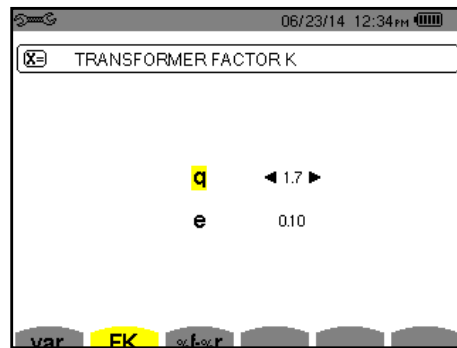 06/23/14 12:34PM
X= TRANSFORMER FACTOR K
q ◀ 1.7 ▶
e 0.10
var FK %f-%r